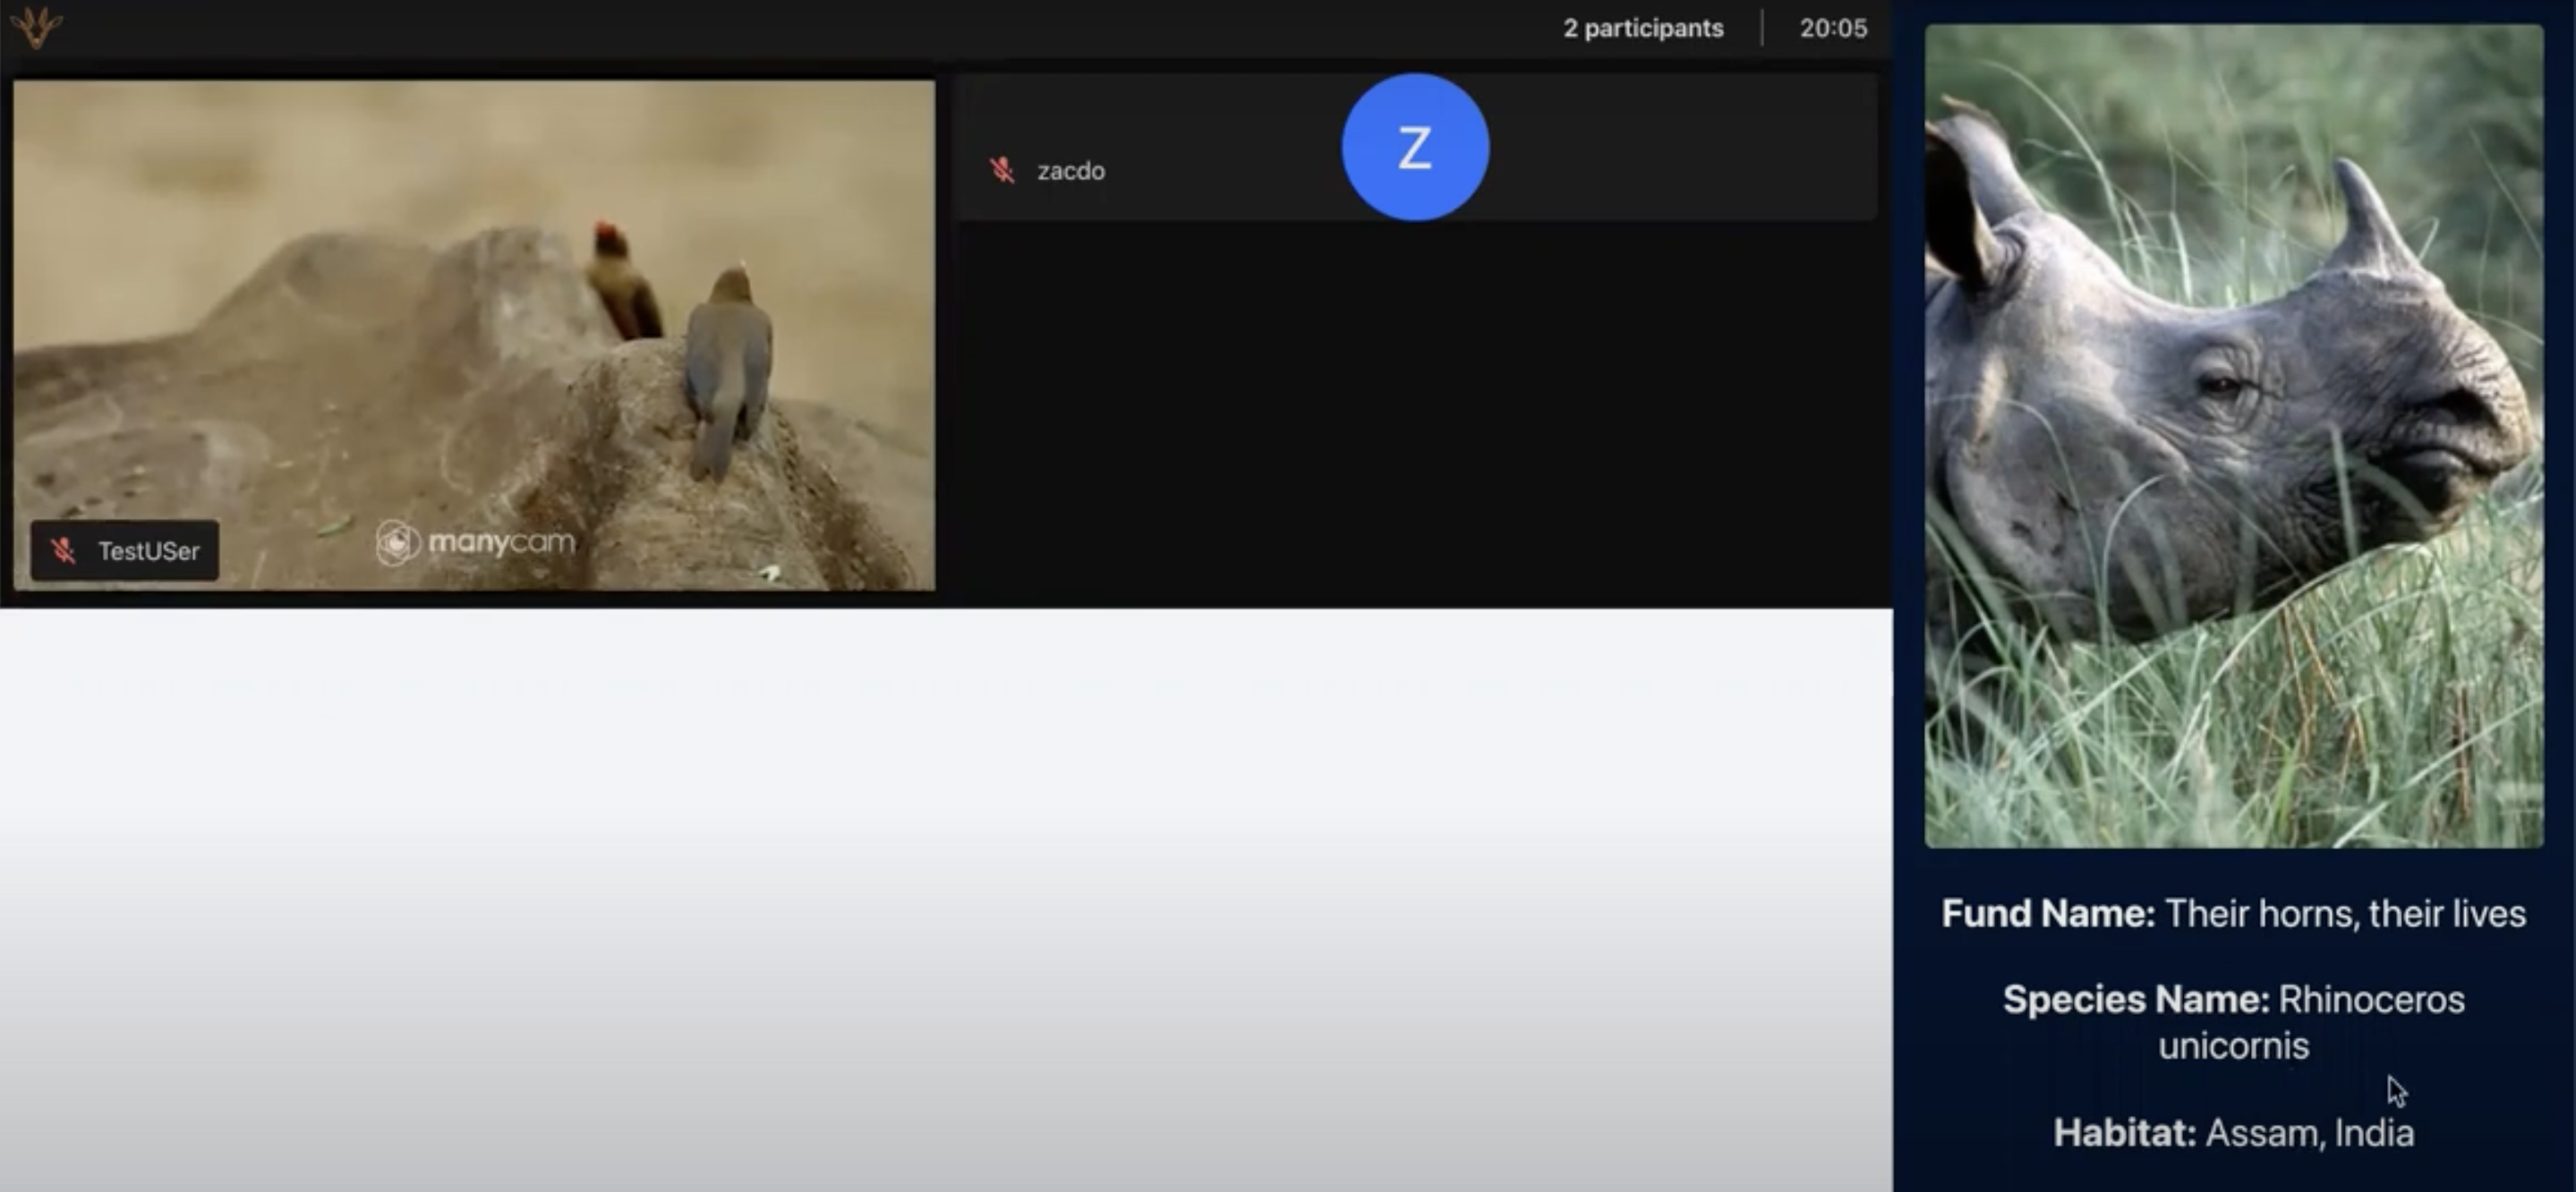 2 participants
20:05
Z
zacdo
TestUSer
manycam
Fund Name: Their horns, their lives
Species Name: Rhinoceros
unicornis
Habitat: Assam, India